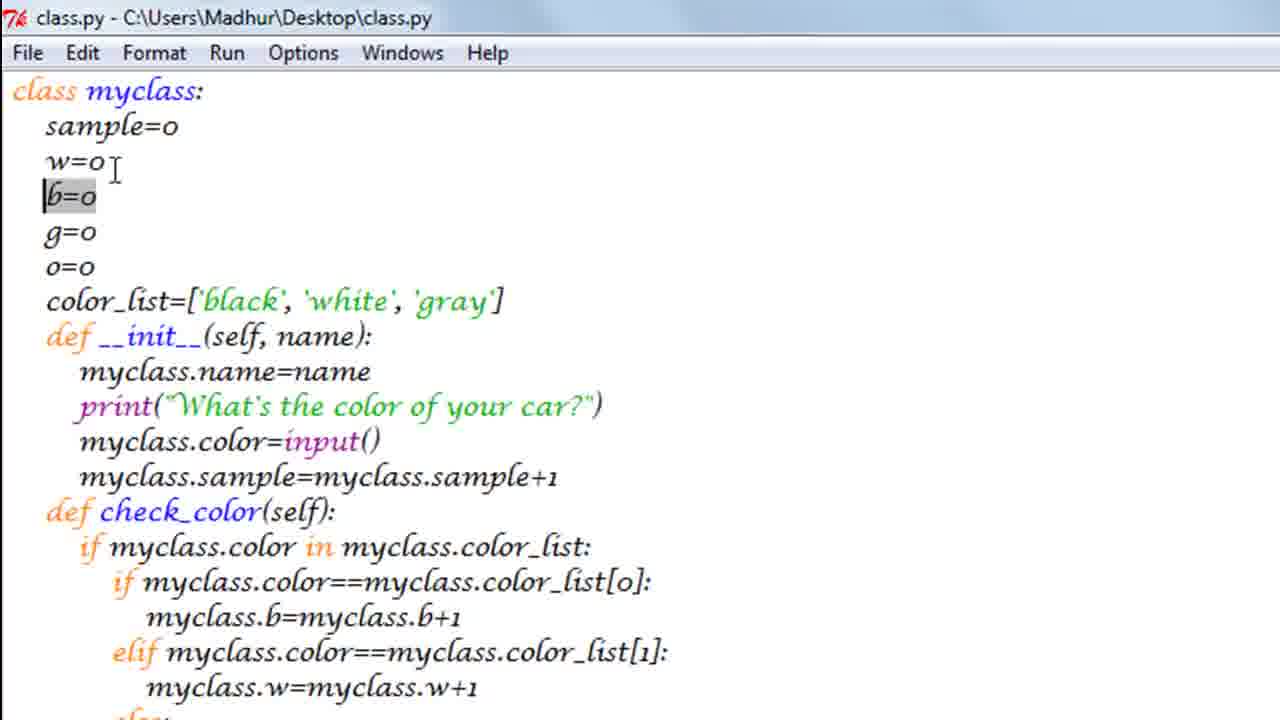 class.py - C:\Users\Madhur\Desktop\class.py
File Edit Format Run Options Windows Help
class myclass:
    sample=0
    w=0
    b=0
    g=0
    o=0
    color_list=['black', 'white', 'gray']
    def __init__(self, name):
        myclass.name=name
        print("What's the color of your car?")
        myclass.color=input()
        myclass.sample=myclass.sample+1
    def check_color(self):
        if myclass.color in myclass.color_list:
            if myclass.color==myclass.color_list[0]:
                myclass.b=myclass.b+1
            elif myclass.color==myclass.color_list[1]:
                myclass.w=myclass.w+1
            else: